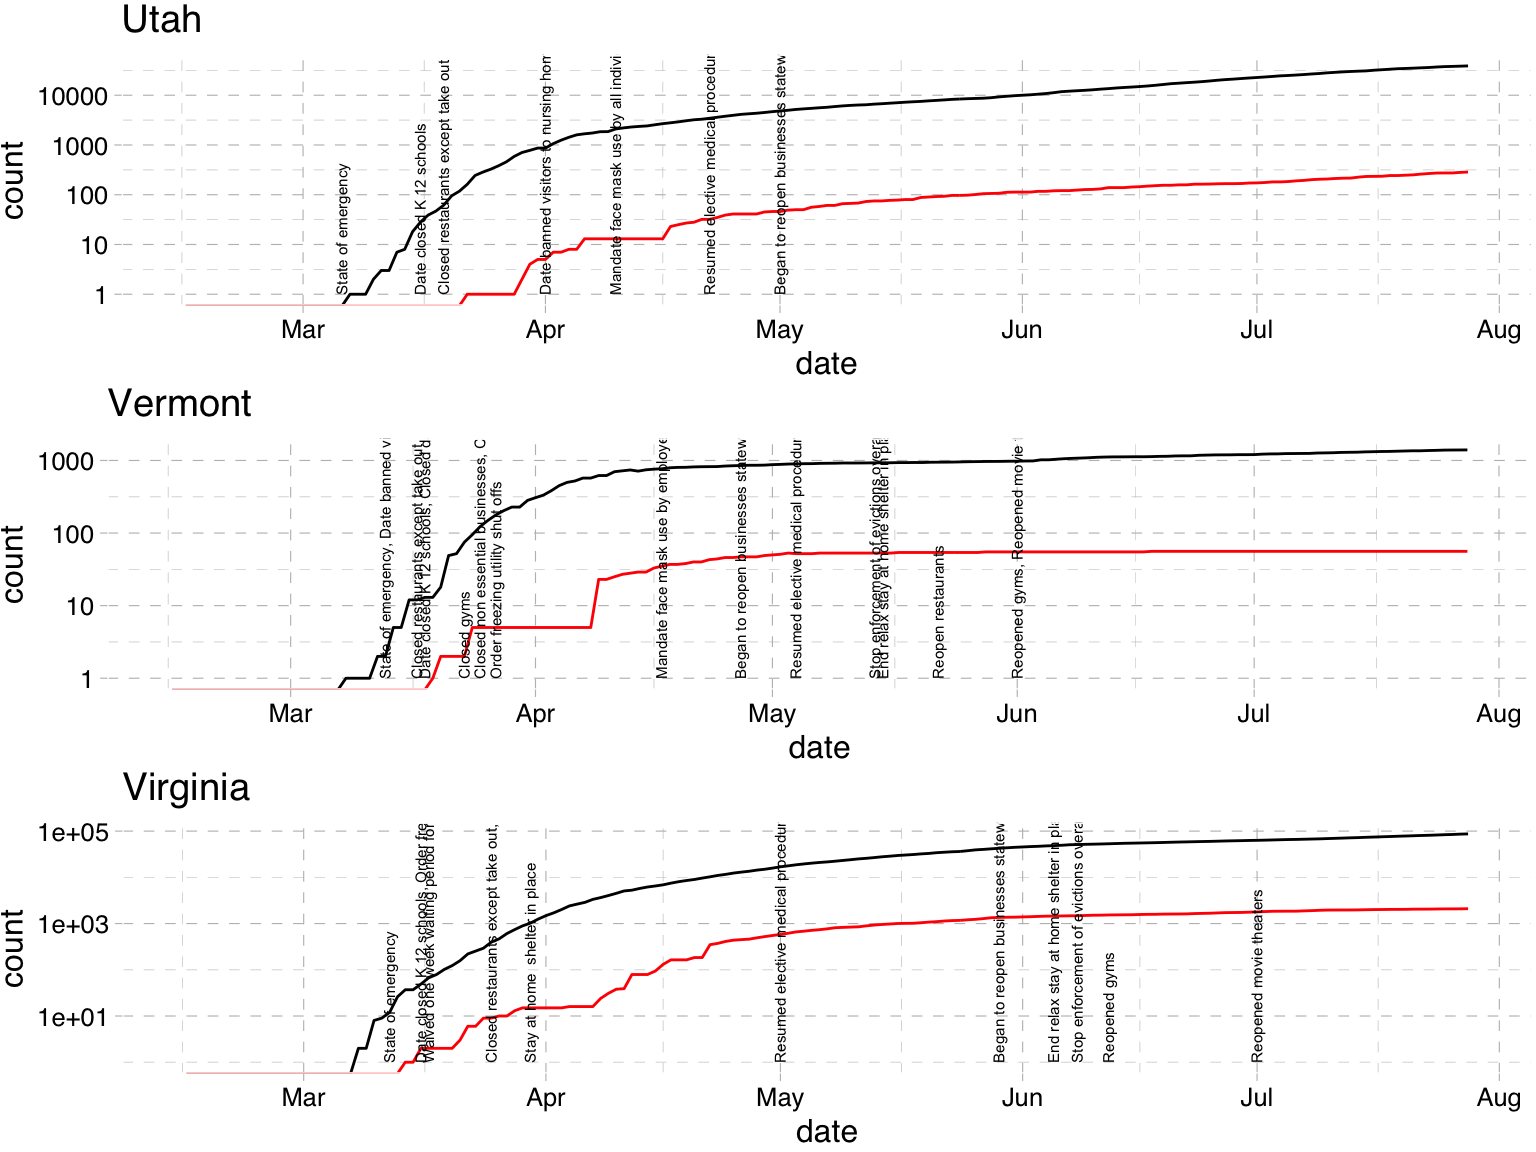 Utah
count
10000
1000
100
10
1
State of emergency
Date closed K 12 schools
Closed restaurants except take out
Date banned visitors to nursing hom
Mandate face mask use by all indivi
Resumed elective medical procedur
Began to reopen businesses statew
Mar
Apr
May
Jun
Jul
Aug
date
Vermont
count
1000
100
10
1
State of emergency, Date banned vi
Closed restaurants except take out,
Date closed K 12 schools, Closed d
Closed gyms
Closed non essential businesses, C
Order freezing utility shut offs
Mandate face mask use by employe
Began to reopen businesses statew
Resumed elective medical procedur
Stop enforcement of evictions overa
End relax stay at home shelter in pl
Reopen restaurants
Reopened gyms, Reopened movie
Mar
Apr
May
Jun
Jul
Aug
date
Virginia
count
1e+05
1e+03
1e+01
State of emergency
Date closed K 12 schools, Order fre
Waived one week waiting period for
Closed restaurants except take out,
Stay at home shelter in place
Resumed elective medical procedur
Began to reopen businesses statew
End relax stay at home shelter in pl
Stop enforcement of evictions overa
Reopened gyms
Reopened movie theaters
Mar
Apr
May
Jun
Jul
Aug
date